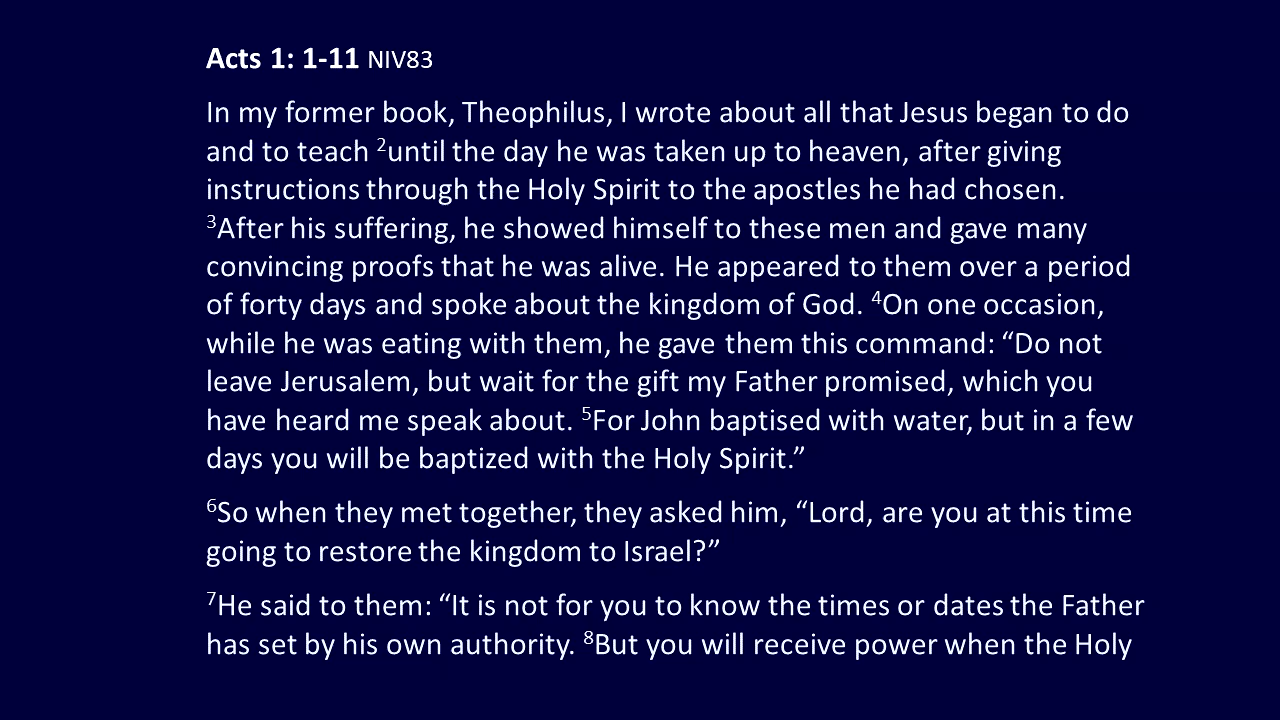 Acts 1: 1-11 NIV83
In my former book, Theophilus, I wrote about all that Jesus began to do
and to teach ²until the day he was taken up to heaven, after giving
instructions through the Holy Spirit to the apostles he had chosen.
³After his suffering, he showed himself to these men and gave many
convincing proofs that he was alive. He appeared to them over a period
of forty days and spoke about the kingdom of God. ⁴On one occasion,
while he was eating with them, he gave them this command: “Do not
leave Jerusalem, but wait for the gift my Father promised, which you
have heard me speak about. ⁵For John baptised with water, but in a few
days you will be baptized with the Holy Spirit.”
⁶So when they met together, they asked him, “Lord, are you at this time
going to restore the kingdom to Israel?”
⁷He said to them: “It is not for you to know the times or dates the Father
has set by his own authority. ⁸But you will receive power when the Holy